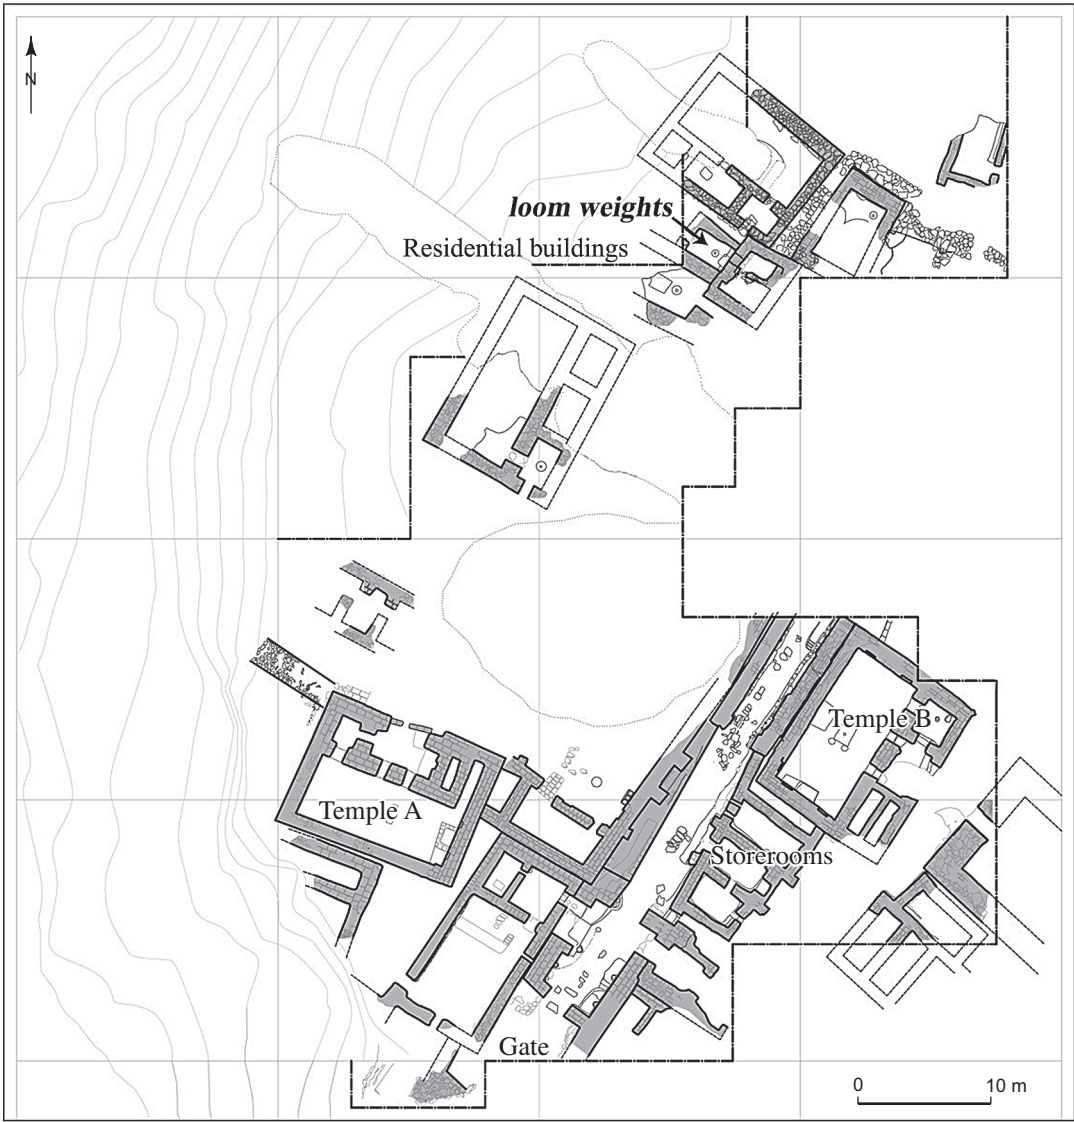 N
loom weights
Residential buildings
Temple B
Temple A
Storerooms
Gate
0 10 m